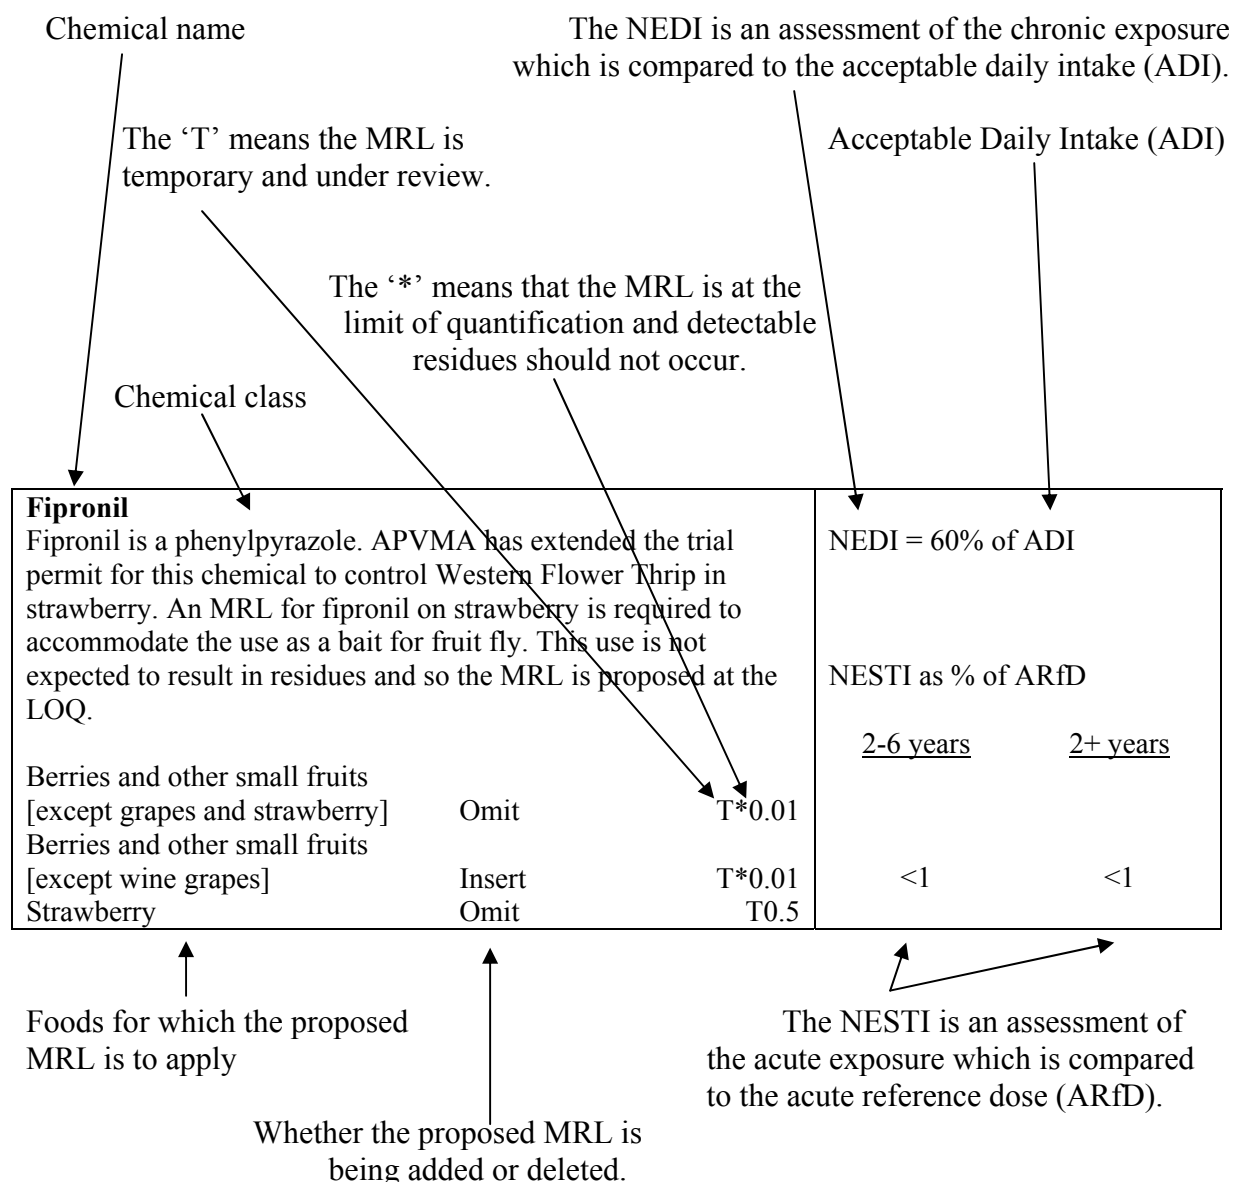 Chemical name
The NEDI is an assessment of the chronic exposure
which is compared to the acceptable daily intake (ADI).
The ‘T’ means the MRL is
temporary and under review.
Acceptable Daily Intake (ADI)
The ‘*’ means that the MRL is at the
limit of quantification and detectable
residues should not occur.
Chemical class
Fipronil
Fipronil is a phenylpyrazole. APVMA has extended the trial
permit for this chemical to control Western Flower Thrip in
strawberry. An MRL for fipronil on strawberry is required to
accommodate the use as a bait for fruit fly. This use is not
expected to result in residues and so the MRL is proposed at the
LOQ.
NEDI = 60% of ADI
NESTI as % of ARfD
2-6 years 2+ years
Berries and other small fruits
[except grapes and strawberry] Omit T*0.01
Berries and other small fruits
[except wine grapes] Insert T*0.01 <1 <1
Strawberry Omit T0.5
Foods for which the proposed
MRL is to apply
Whether the proposed MRL is
being added or deleted.
The NESTI is an assessment of
the acute exposure which is compared
to the acute reference dose (ARfD).